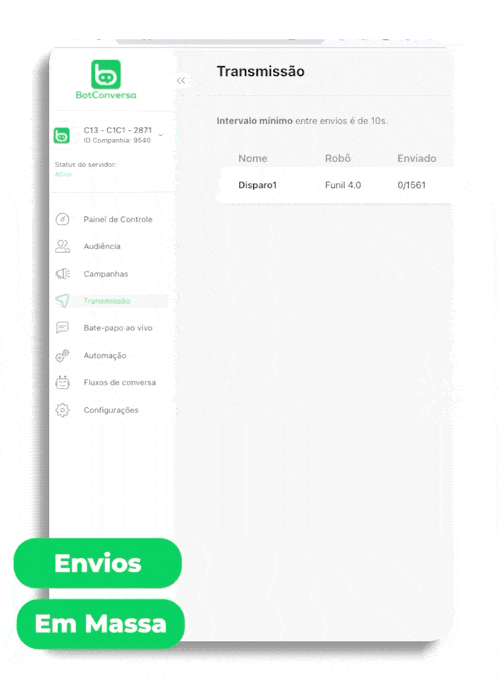 BotConversa
C13 - C1C1 - 2871
ID Companhia: 9540
Status do servidor:
Ativo
Painel de Controle
Audiência
Campanhas
Transmissão
Bate-papo ao vivo
Automação
Fluxos de conversa
Configurações
Transmissão
Intervalo mínimo entre envios é de 10s.
Nome Robô Enviado
Disparo1 Funil 4.0 0/1561
Envios
Em Massa